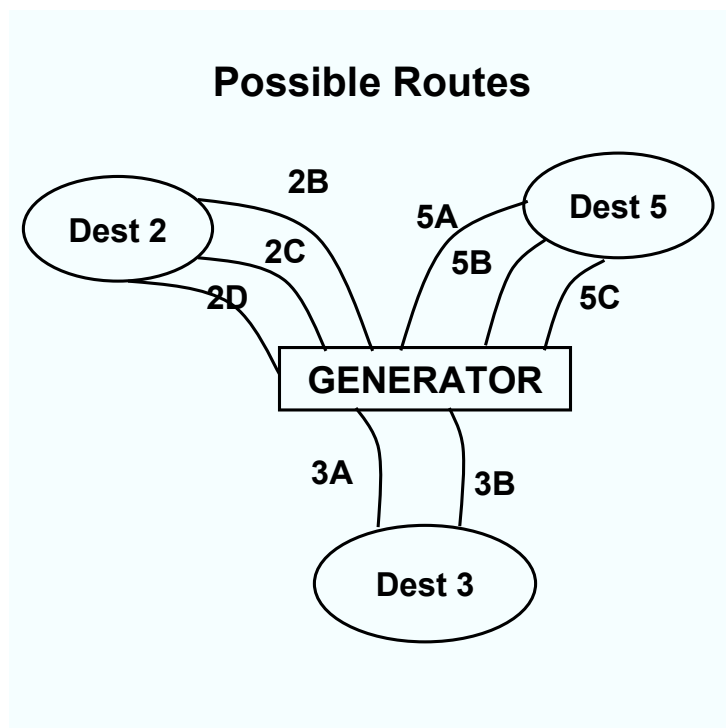 Possible Routes
2B
Dest 5
5A
Dest 2
2C
5B
2D
5C
GENERATOR
3A
3B
Dest 3